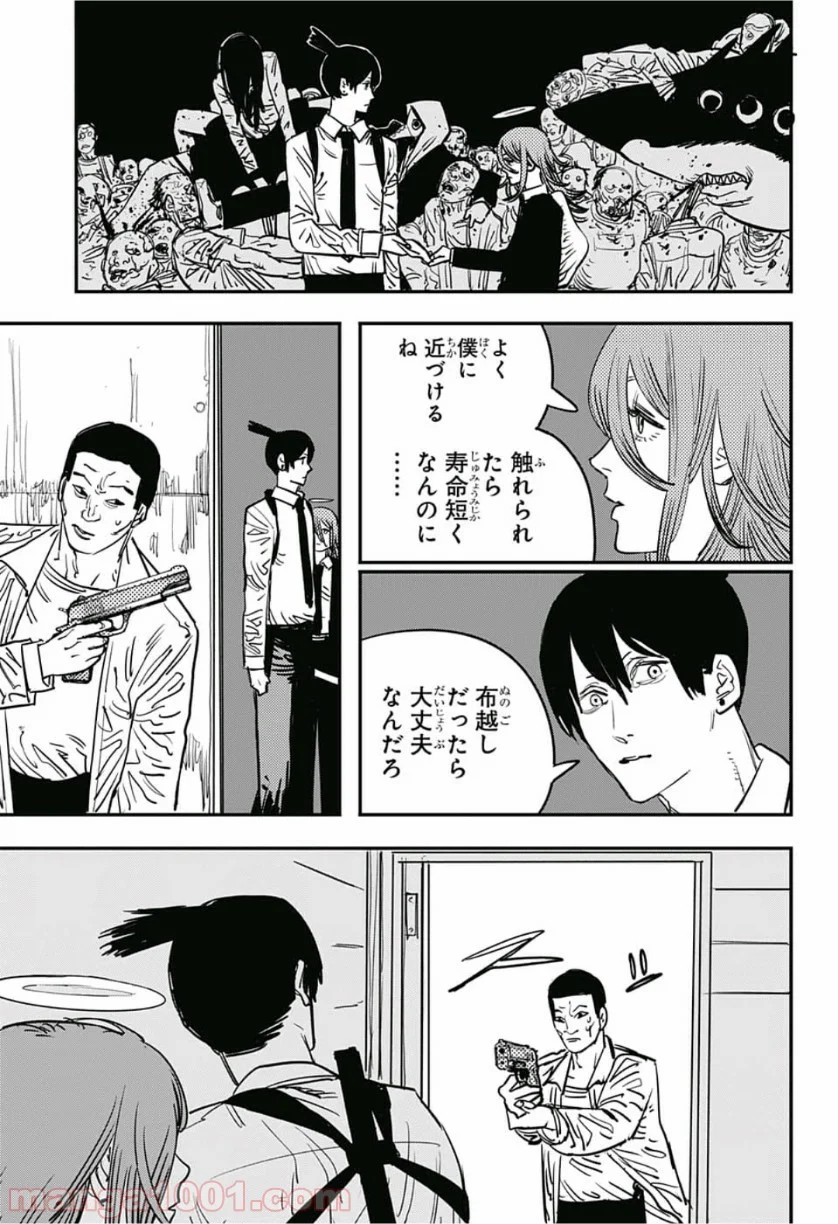 よく
僕に
近づける
ね
触れられ
たら
寿命短く
なんのに
……
布越し
だったら
大丈夫
なんだろ
manga1001.com